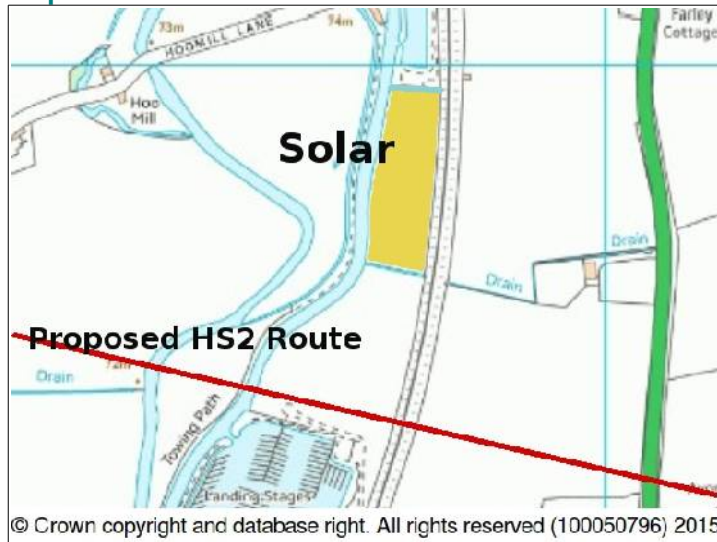 73m
74m
HOOMILL LANE
Farley
Cottage
Hoo
Mill
Solar
Drain
Drain
Proposed HS2 Route
72m
Drain
Towing Path
Landing Stages
© Crown copyright and database right. All rights reserved (100050796) 2015